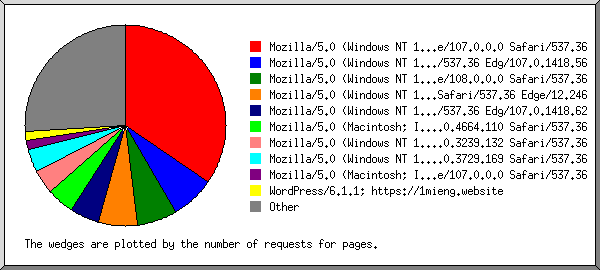 Mozilla/5.0 (Windows NT 1...e/107.0.0.0 Safari/537.36
Mozilla/5.0 (Windows NT 1.../537.36 Edg/107.0.1418.56
Mozilla/5.0 (Windows NT 1...e/108.0.0.0 Safari/537.36
Mozilla/5.0 (Windows NT 1...Safari/537.36 Edge/12.246
Mozilla/5.0 (Windows NT 1.../537.36 Edg/107.0.1418.62
Mozilla/5.0 (Macintosh; I....0.4664.110 Safari/537.36
Mozilla/5.0 (Windows NT 1....0.3239.132 Safari/537.36
Mozilla/5.0 (Windows NT 1....0.3729.169 Safari/537.36
Mozilla/5.0 (Macintosh; I...e/107.0.0.0 Safari/537.36
WordPress/6.1.1; https://1mieng.website
Other
The wedges are plotted by the number of requests for pages.